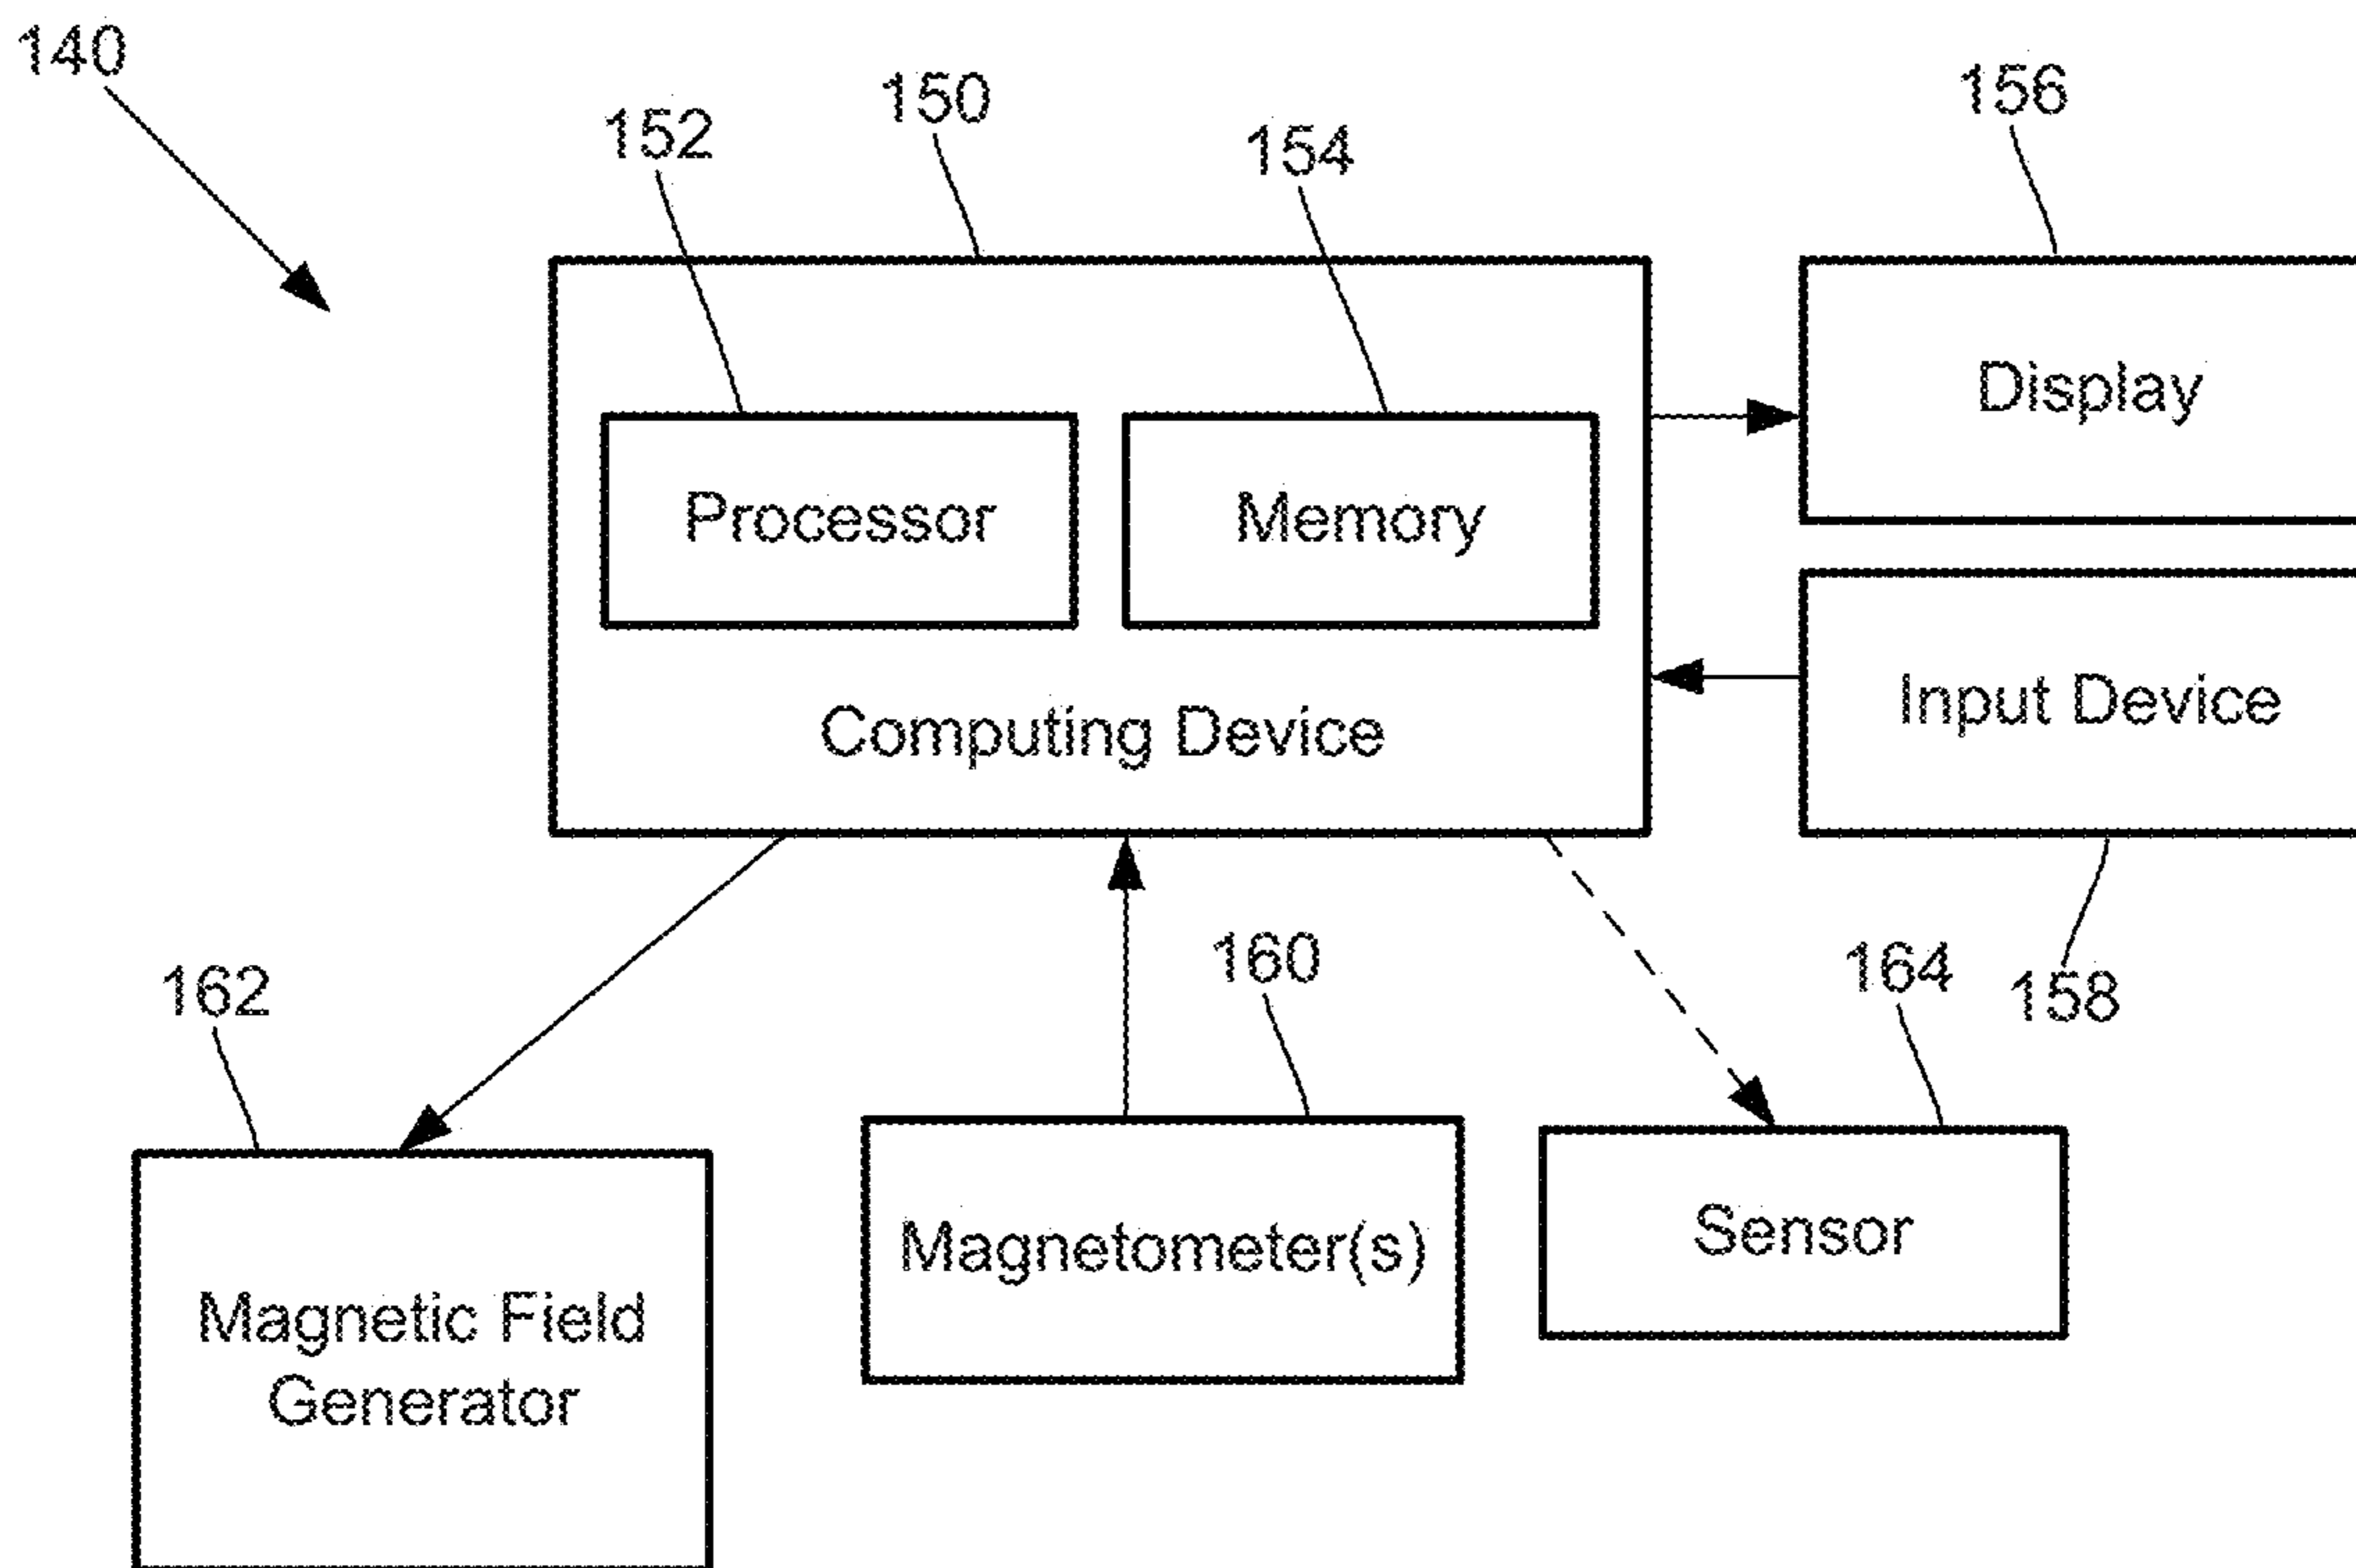 140
150
156
152
154
Display
Processor
Memory
Input Device
Computing Device
160
164
158
162
Magnetometer(s)
Sensor
Magnetic Field
Generator